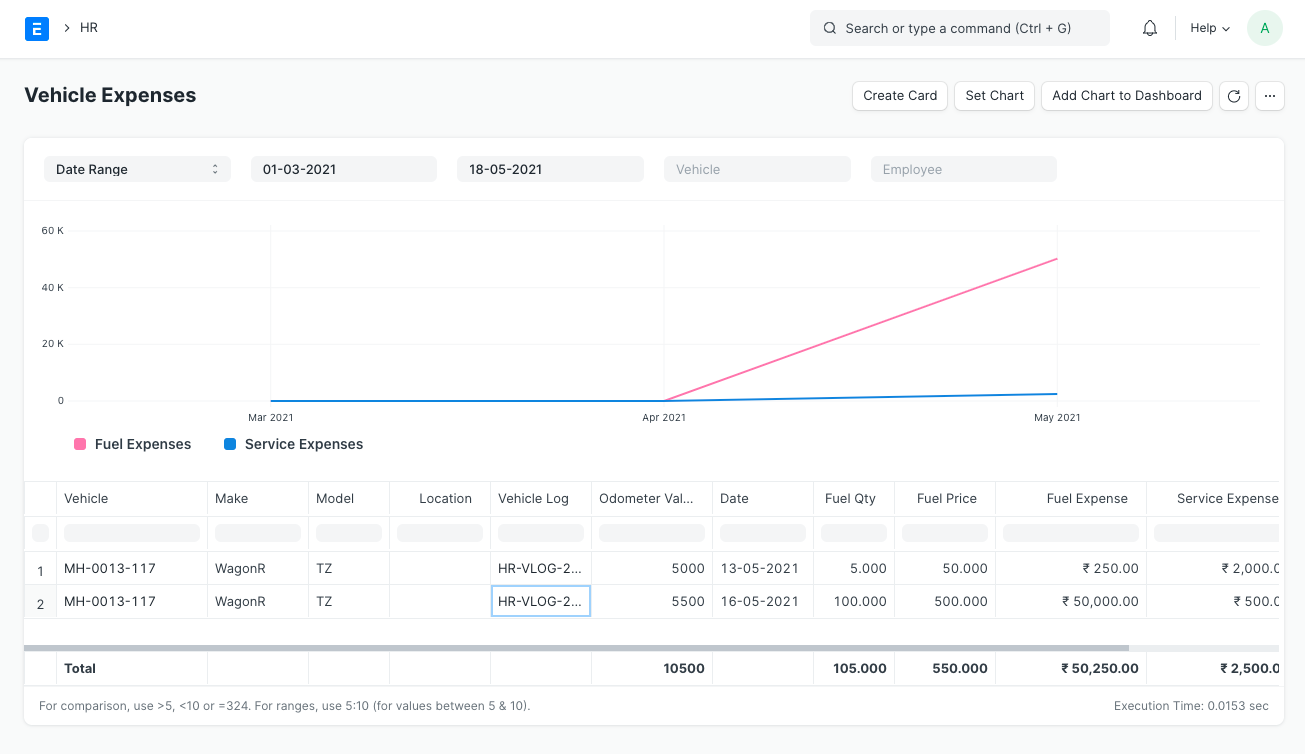 E
HR
Search or type a command (Ctrl + G)
Help
A
Vehicle Expenses
Create Card
Set Chart
Add Chart to Dashboard
...
Date Range
01-03-2021
18-05-2021
Vehicle
Employee
60 K
40 K
20 K
0
Mar 2021
Apr 2021
May 2021
Fuel Expenses
Service Expenses
Vehicle Make Model Location Vehicle Log Odometer Val... Date Fuel Qty Fuel Price Fuel Expense Service Expense
1 MH-0013-117 WagonR TZ HR-VLOG-2... 5000 13-05-2021 5.000 50.000 ₹ 250.00 ₹ 2,000.0
2 MH-0013-117 WagonR TZ HR-VLOG-2... 5500 16-05-2021 100.000 500.000 ₹ 50,000.00 ₹ 500.0
Total 10500 105.000 550.000 ₹ 50,250.00 ₹ 2,500.0
For comparison, use >5, <10 or =324. For ranges, use 5:10 (for values between 5 & 10).
Execution Time: 0.0153 sec